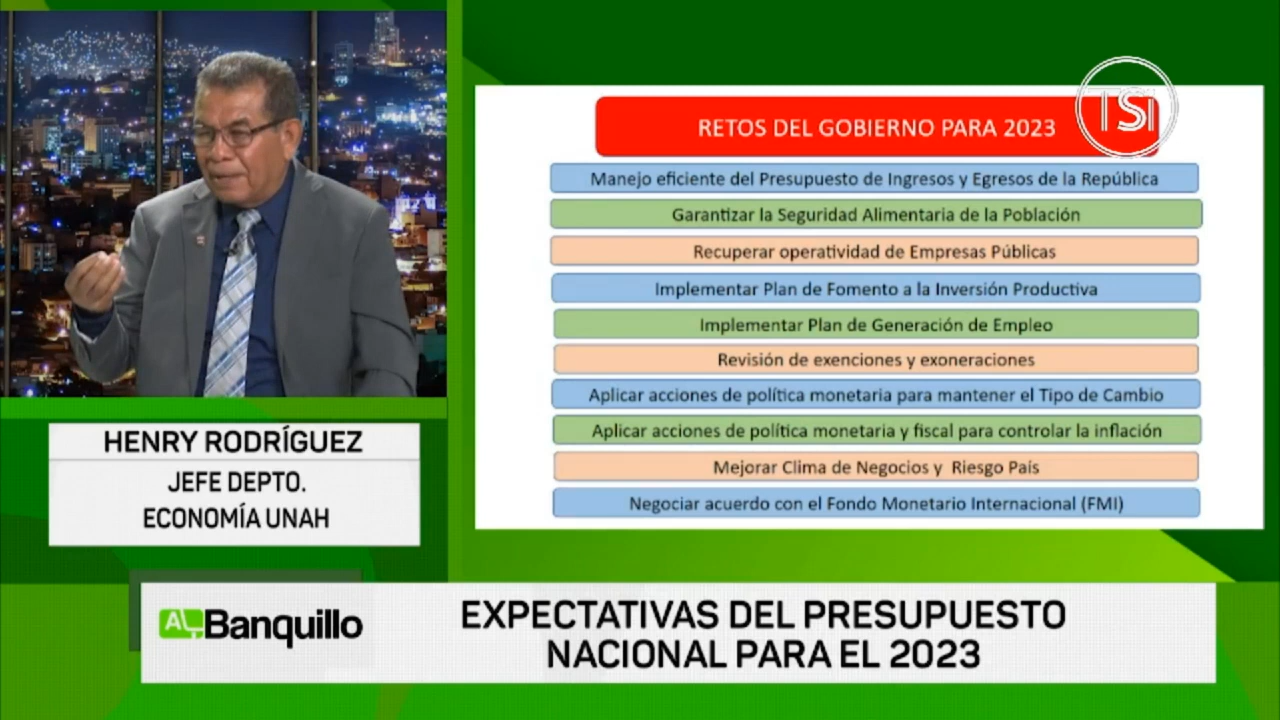 TSi
RETOS DEL GOBIERNO PARA 2023
Manejo eficiente del Presupuesto de Ingresos y Egresos de la República
Garantizar la Seguridad Alimentaria de la Población
Recuperar operatividad de Empresas Públicas
Implementar Plan de Fomento a la Inversión Productiva
Implementar Plan de Generación de Empleo
Revisión de exenciones y exoneraciones
Aplicar acciones de política monetaria para mantener el Tipo de Cambio
Aplicar acciones de política monetaria y fiscal para controlar la inflación
Mejorar Clima de Negocios y  Riesgo País
Negociar acuerdo con el Fondo Monetario Internacional (FMI)
HENRY RODRÍGUEZ
JEFE DEPTO.
ECONOMÍA UNAH
AL Banquillo
EXPECTATIVAS DEL PRESUPUESTO
NACIONAL PARA EL 2023